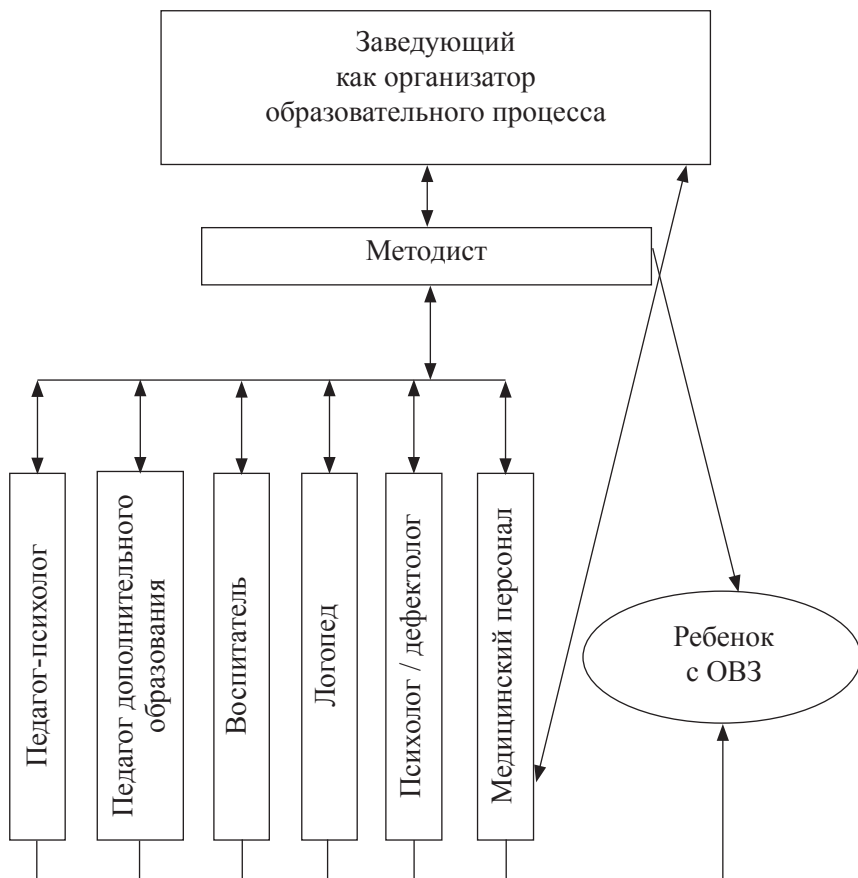 Заведующий
как организатор
образовательного процесса
Методист
Педагог-психолог
Педагог дополнительного
образования
Воспитатель
Логопед
Психолог / дефектолог
Медицинский персонал
Ребенок
с ОВЗ